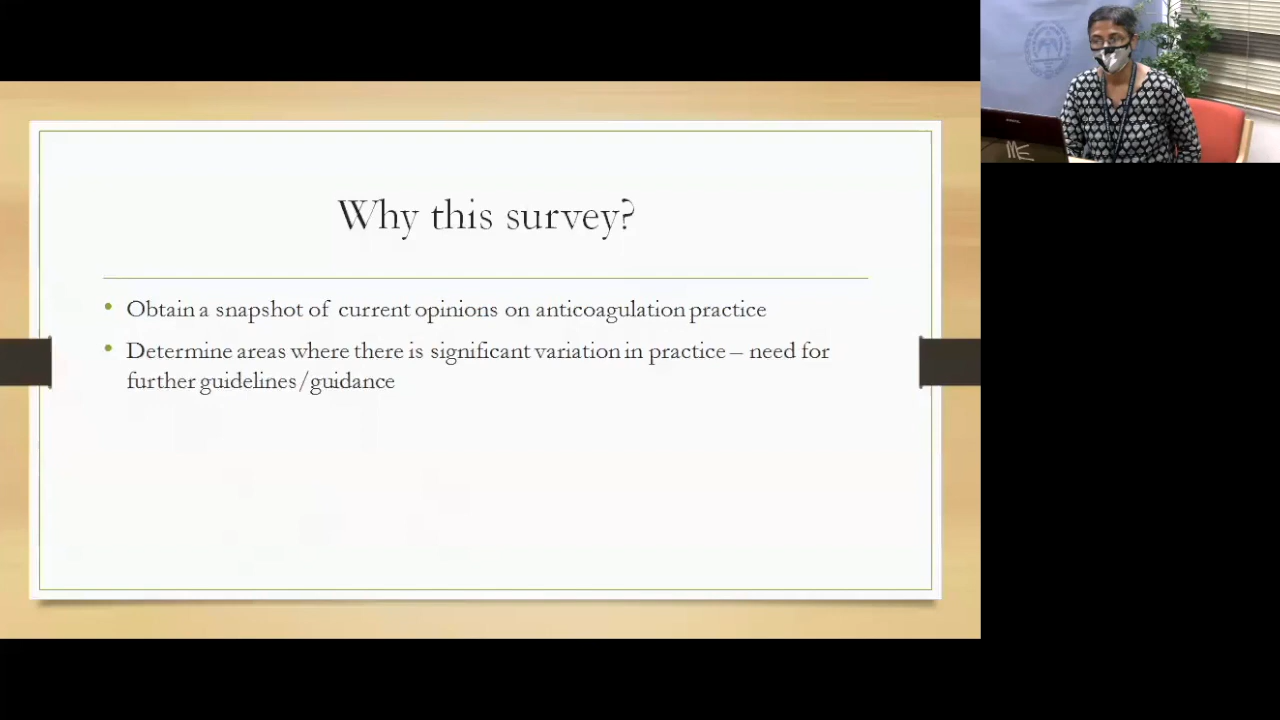 Why this survey?
• Obtain a snapshot of current opinions on anticoagulation practice
• Determine areas where there is significant variation in practice – need for
further guidelines/guidance
ME